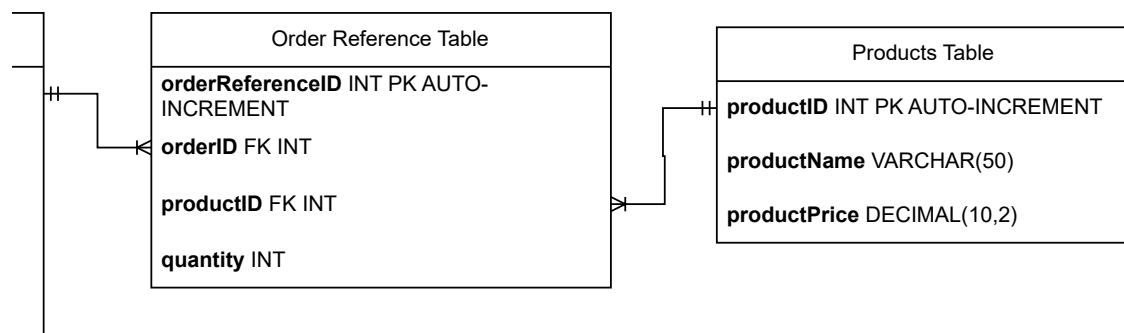 Order Reference Table
orderReferenceID INT PK AUTO-
INCREMENT
orderID FK INT
productID FK INT
quantity INT
Products Table
productID INT PK AUTO-INCREMENT
productName VARCHAR(50)
productPrice DECIMAL(10,2)